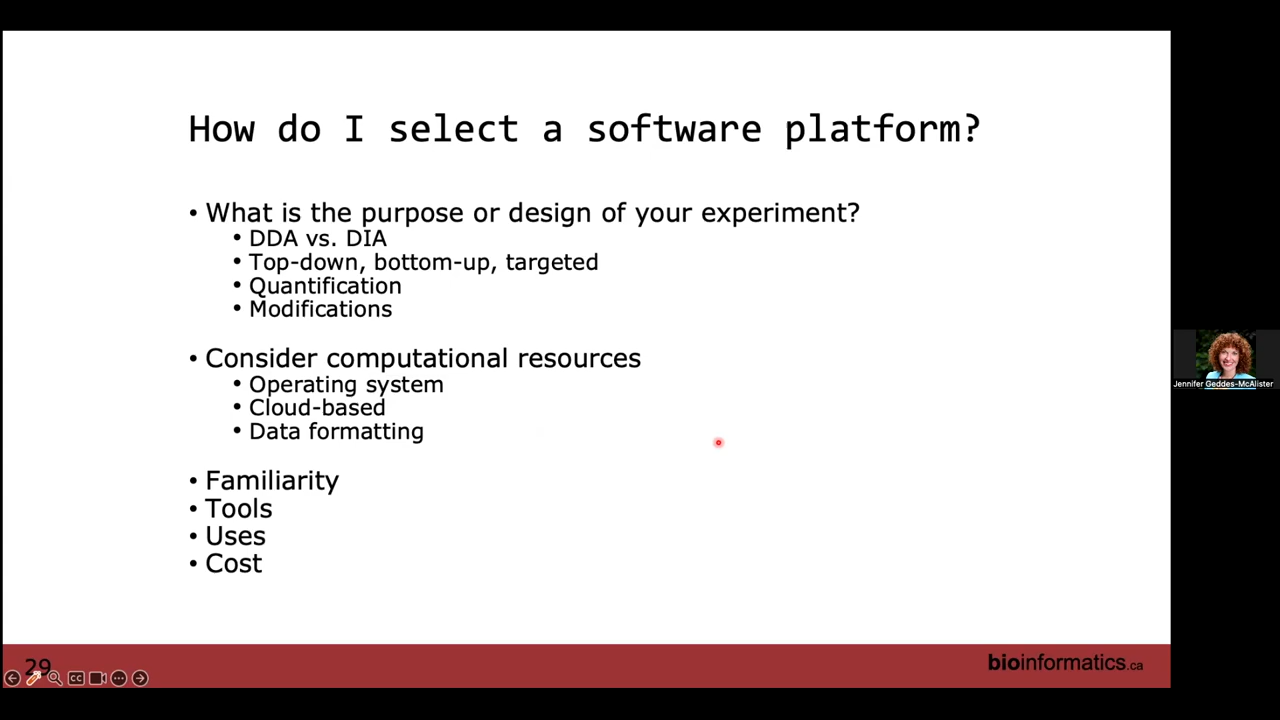 How do I select a software platform?
• What is the purpose or design of your experiment?
• DDA vs. DIA
• Top-down, bottom-up, targeted
• Quantification
• Modifications
• Consider computational resources
• Operating system
• Cloud-based
• Data formatting
• Familiarity
• Tools
• Uses
• Cost
Jennifer Geddes-McAlister
29
bioinformatics.ca
CC